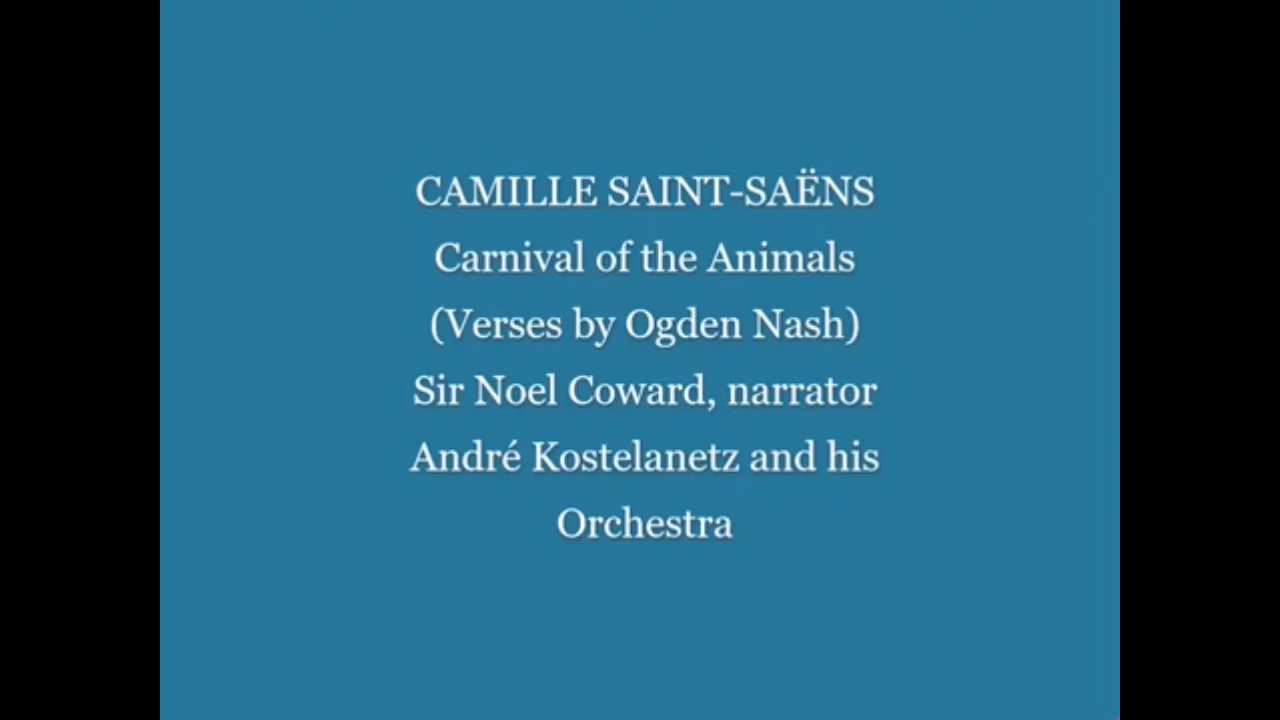 CAMILLE SAINT-SAËNS
Carnival of the Animals
(Verses by Ogden Nash)
Sir Noel Coward, narrator
André Kostelanetz and his
Orchestra